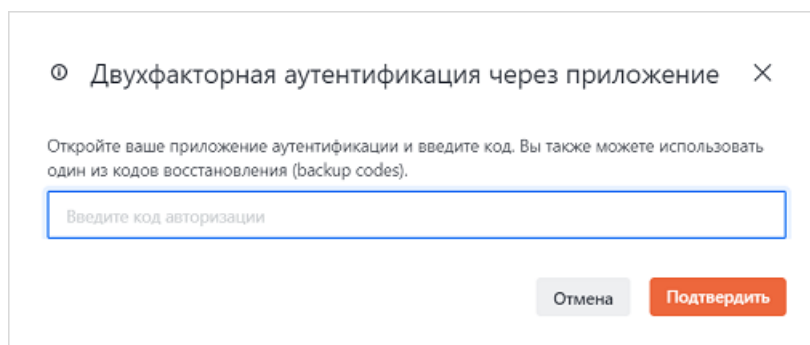 Двухфакторная аутентификация через приложение
Откройте ваше приложение аутентификации и введите код. Вы также можете использовать
один из кодов восстановления (backup codes).
Введите код авторизации
Отмена
Подтвердить